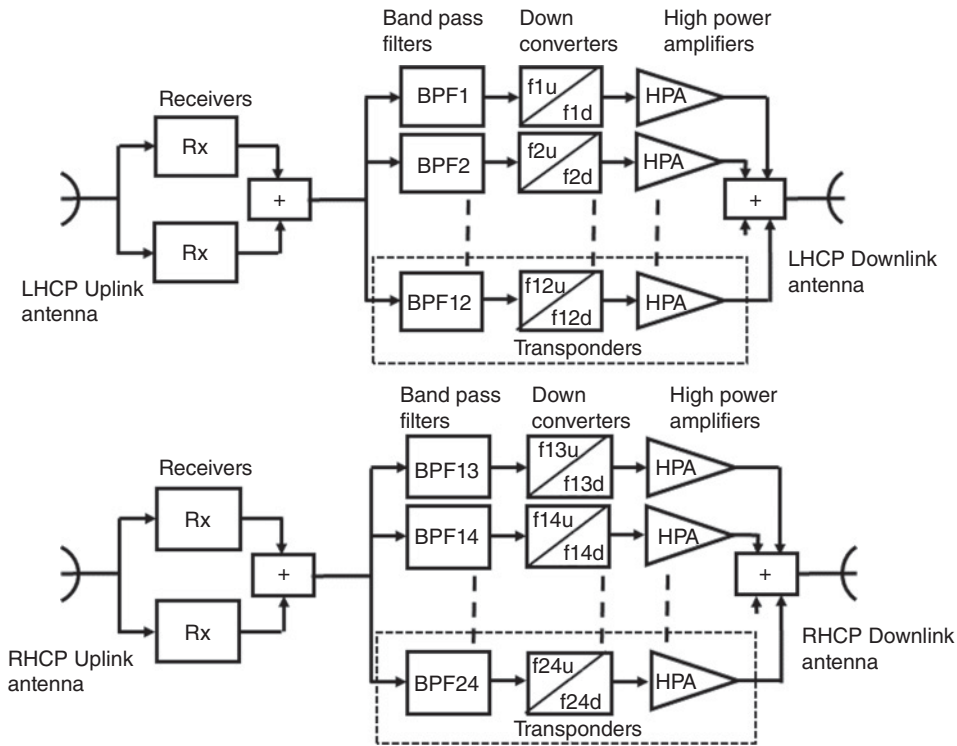 Band pass
filters
Down
converters
High power
amplifiers
Receivers
BPF1
f1u
f1d
HPA
Rx
BPF2
f2u
f2d
HPA
+
+
Rx
LHCP Uplink
antenna
BPF12
f12u
f12d
HPA
LHCP Downlink
antenna
Transponders
Band pass
filters
Down
converters
High power
amplifiers
Receivers
BPF13
f13u
f13d
HPA
Rx
BPF14
f14u
f14d
HPA
+
+
Rx
RHCP Uplink
antenna
BPF24
f24u
f24d
HPA
RHCP Downlink
antenna
Transponders